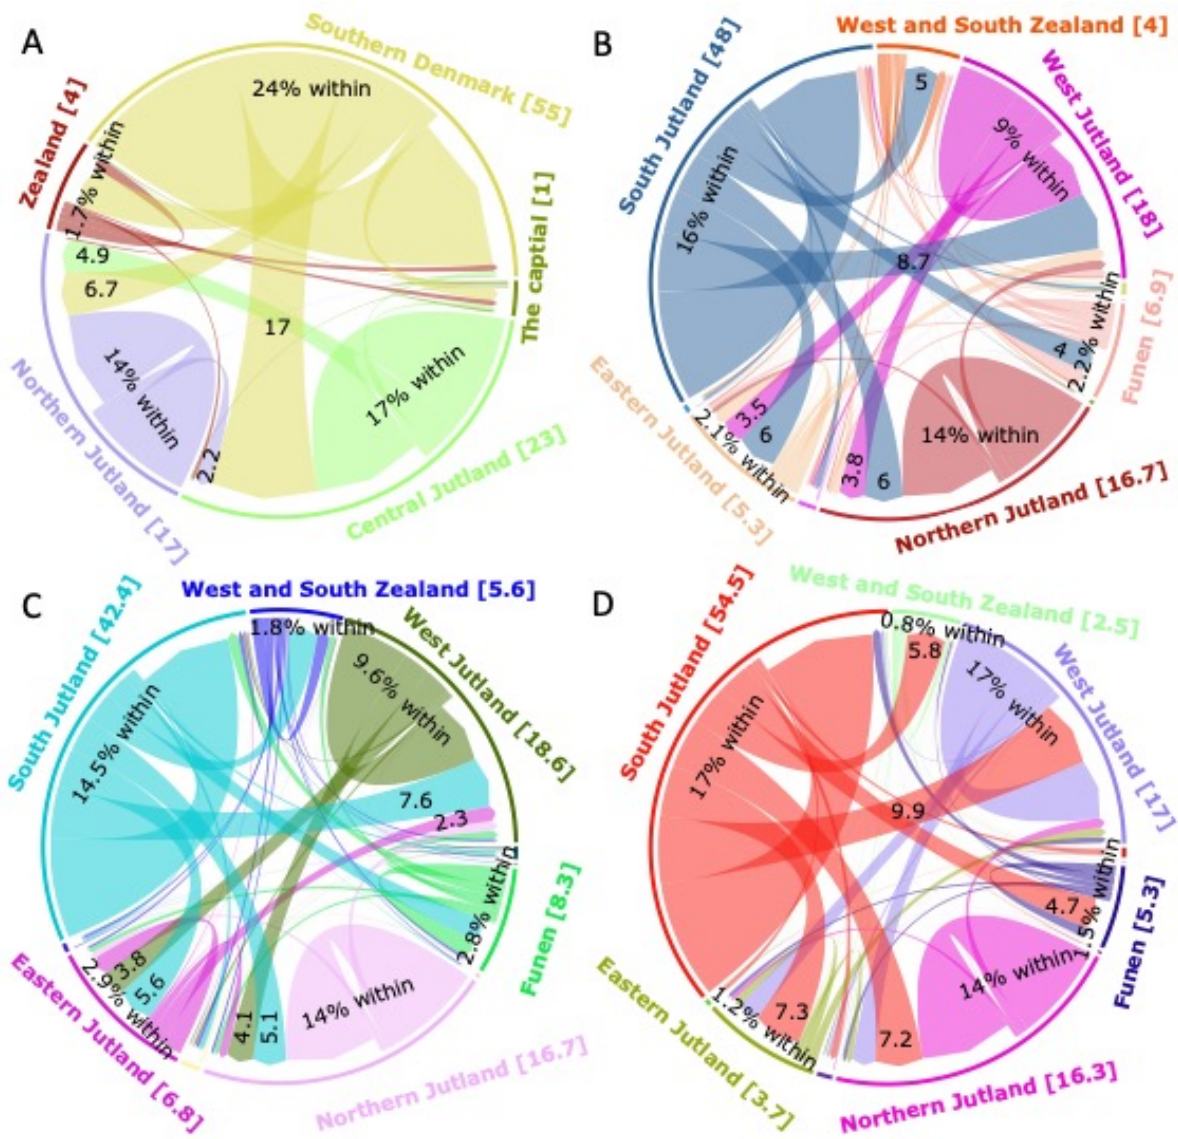 A
Southern Denmark [55]
24% within
Zealand [4]
1.7% within
4.9
6.7
17
The captial [1]
14% within
17% within
2.2
Northern Jutland [17]
Central Jutland [23]
B
West and South Zealand [4]
South Jutland [48]
5
West Jutland [18]
9% within
16% within
8.7
4
2.2% within
Funen [6.9]
3.5
6
2.1% within
Eastern Jutland [5.3]
3.8
6
14% within
Northern Jutland [16.7]
C
West and South Zealand [5.6]
South Jutland [42.4]
1.8% within
West Jutland [18.6]
9.6% within
14.5% within
7.6
2.3
2.8% within
Funen [8.3]
3.8
5.6
2.9% within
Eastern Jutland [6.8]
4.1
5.1
14% within
Northern Jutland [16.7]
D
West and South Zealand [2.5]
South Jutland [54.5]
0.8% within
5.8
West Jutland [17]
17% within
17% within
9.9
4.7
1.5% within
Funen [5.3]
7.3
1.2% within
Eastern Jutland [3.7]
7.2
14% within
Northern Jutland [16.3]